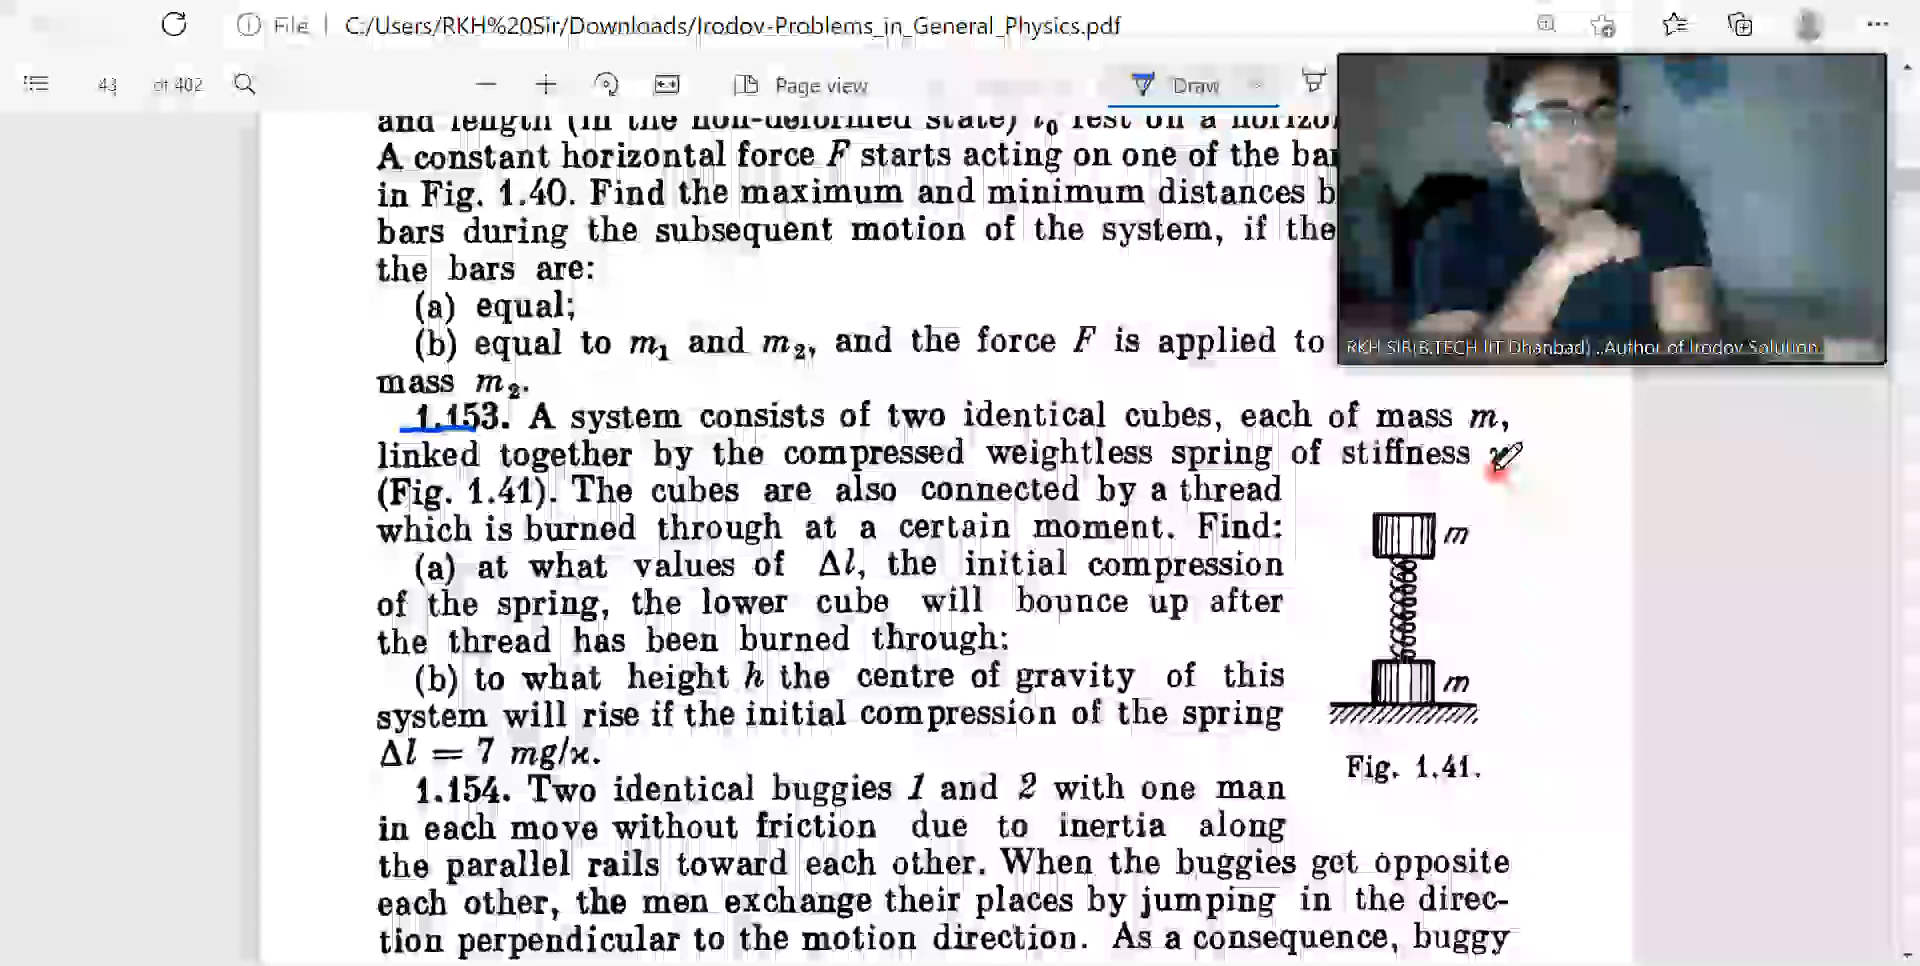 File | C:/Users/RKH%20Sir/Downloads/Irodov-Problems_in_General_Physics.pdf
43 of 402 Page view Draw
and length (in the non-deformed state) l₀ rest on a
A constant horizontal force F starts acting on one of the
in Fig. 1.40. Find the maximum and minimum distances
bars during the subsequent motion of the system, if the
the bars are:
(a) equal;
(b) equal to m₁ and m₂, and the force F is applied to
mass m₂.
RKH SIR(B.TECH IIT Dhanbad)..Author of Irodov Solution
1.153. A system consists of two identical cubes, each of mass m,
linked together by the compressed weightless spring of stiffness
(Fig. 1.41). The cubes are also connected by a thread
which is burned through at a certain moment. Find:
(a) at what values of Δl, the initial compression
of the spring, the lower cube will bounce up after
the thread has been burned through:
(b) to what height h the centre of gravity of this
system will rise if the initial compression of the spring
Δl = 7 mg/ϰ.
m
m
Fig. 1.41.
1.154. Two identical buggies 1 and 2 with one man
in each move without friction due to inertia along
the parallel rails toward each other. When the buggies get opposite
each other, the men exchange their places by jumping in the direc-
tion perpendicular to the motion direction. As a consequence, buggy